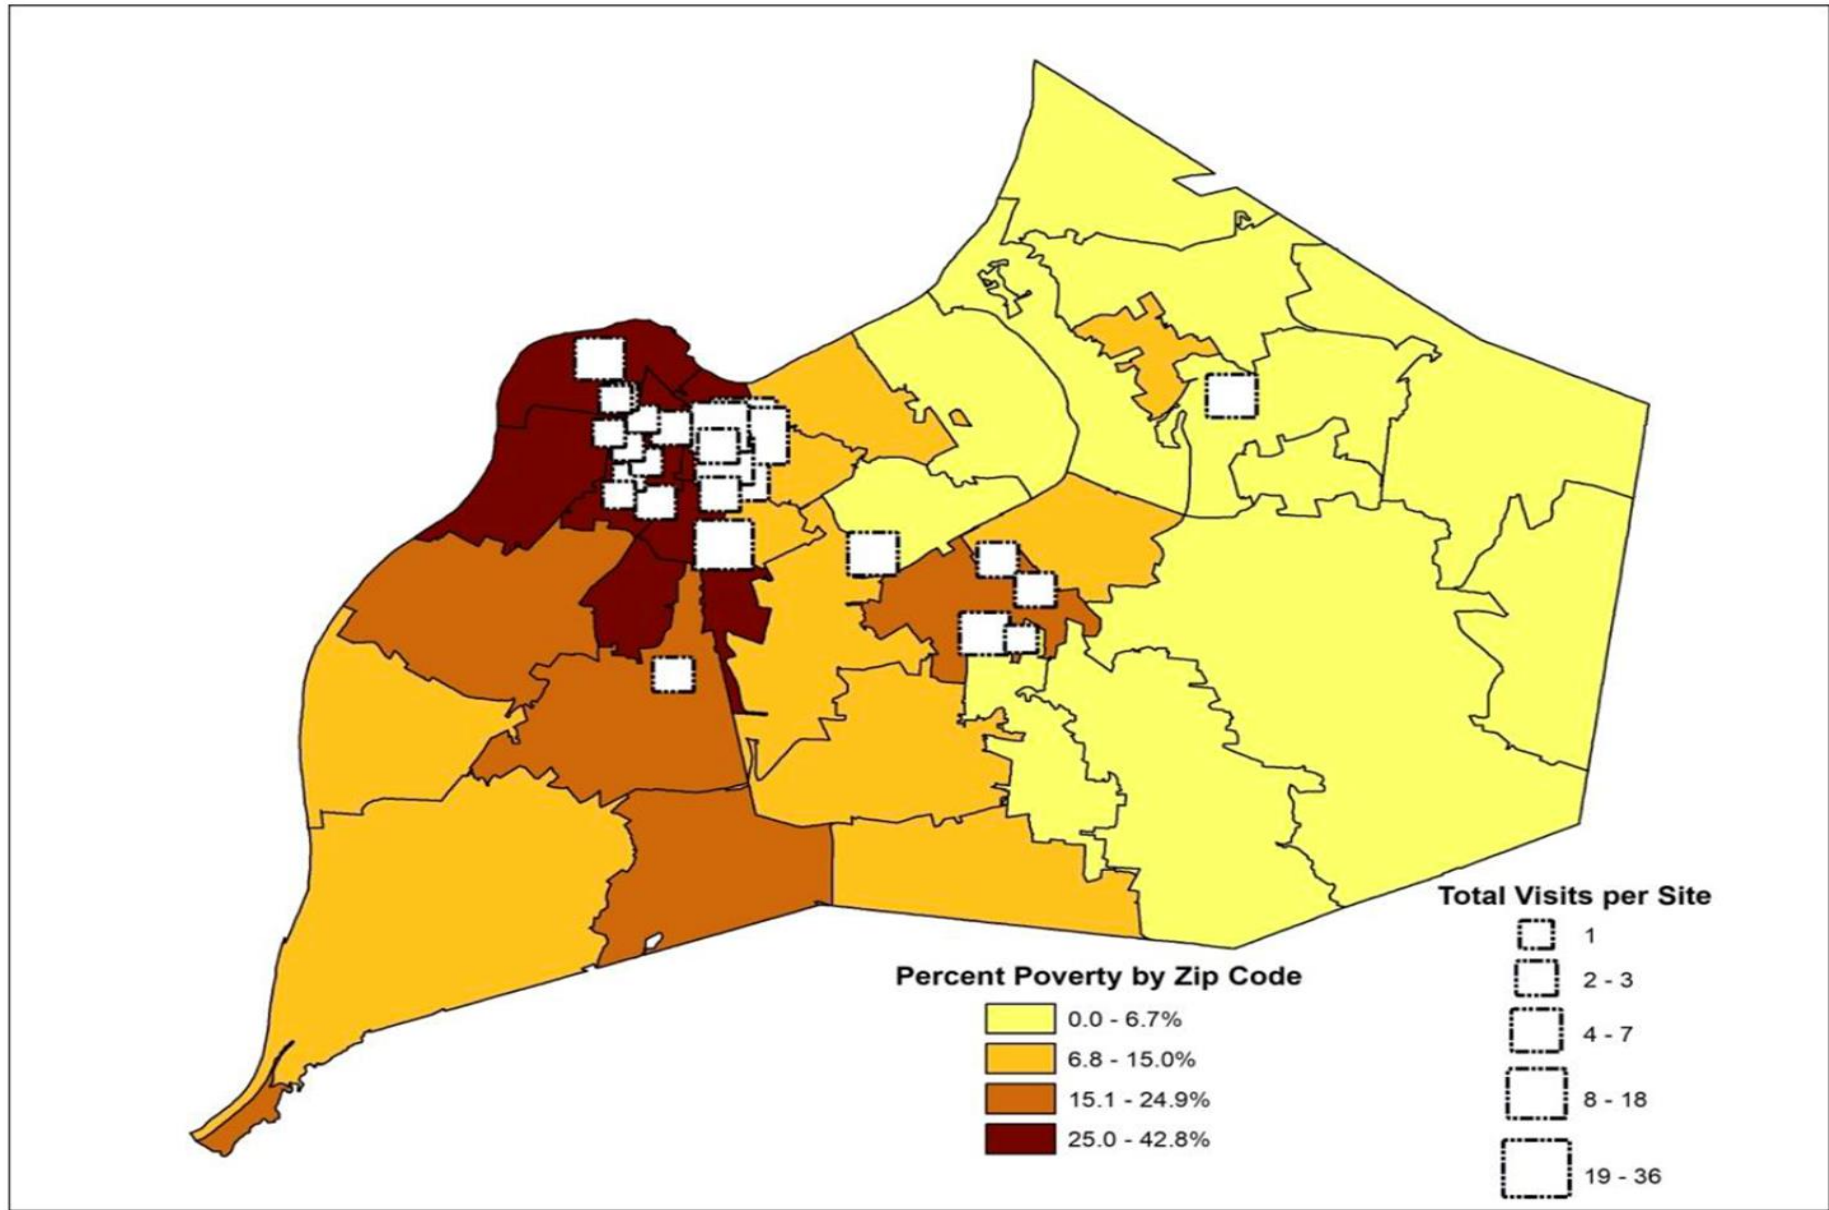 Total Visits per Site
1
2 - 3
4 - 7
8 - 18
19 - 36
Percent Poverty by Zip Code
0.0 - 6.7%
6.8 - 15.0%
15.1 - 24.9%
25.0 - 42.8%